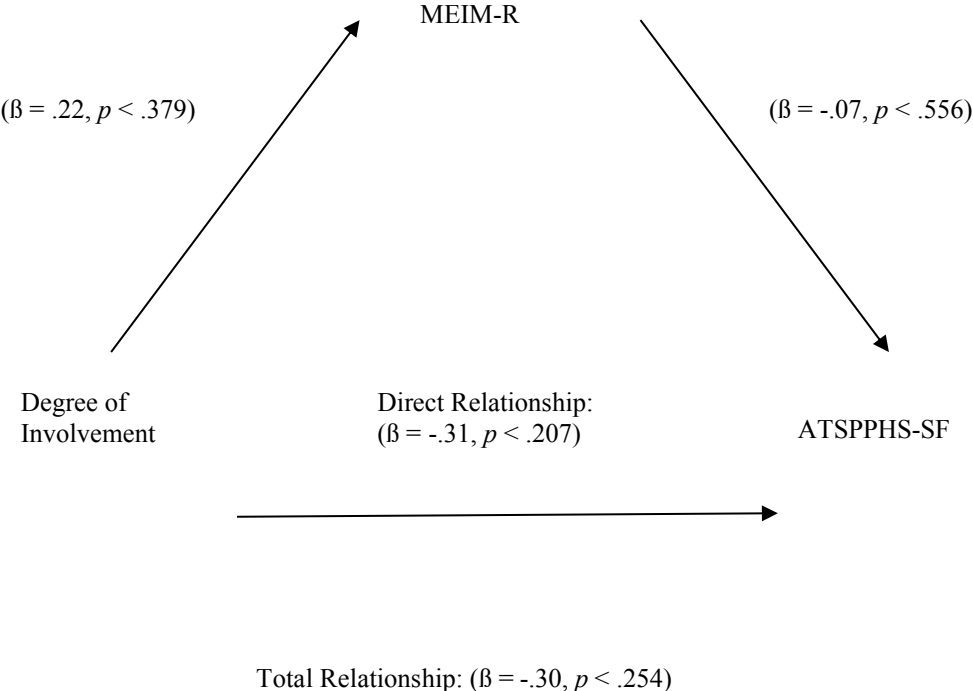 MEIM-R
(ß = .22, p < .379)
(ß = -.07, p < .556)
Degree of
Involvement
Direct Relationship:
(ß = -.31, p < .207)
ATSPPHS-SF
Total Relationship: (ß = -.30, p < .254)